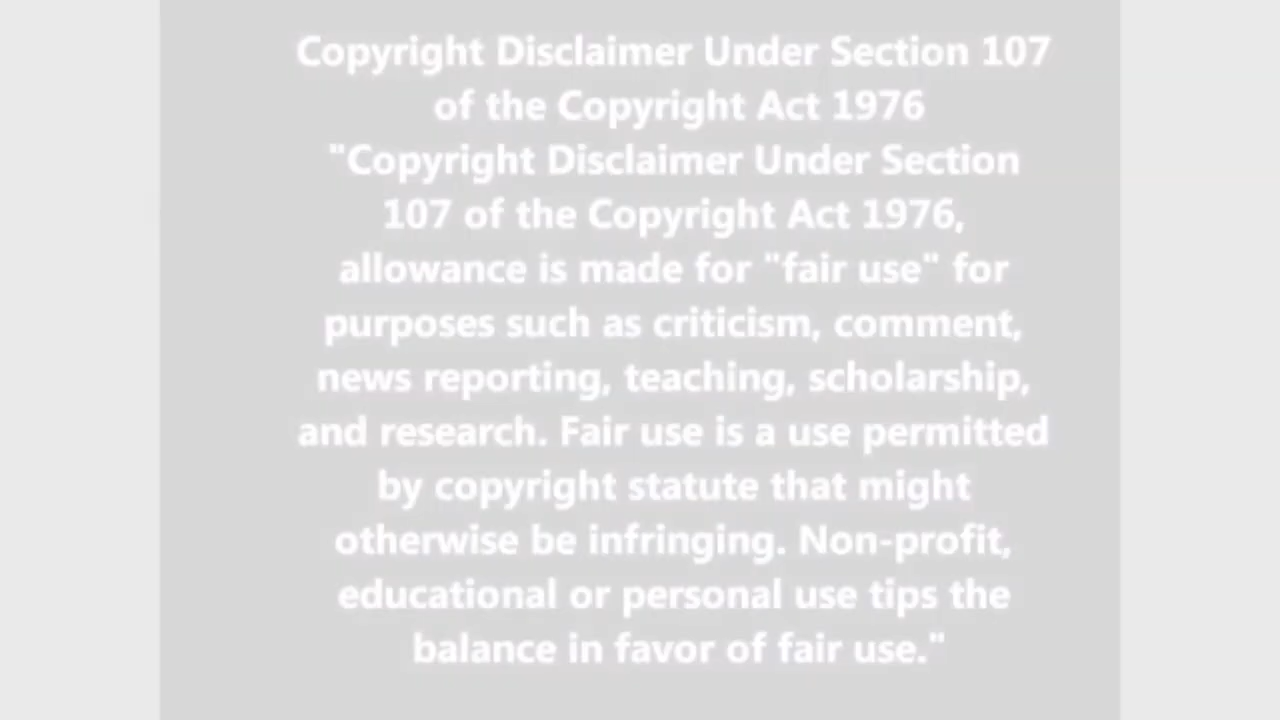 Copyright Disclaimer Under Section 107
of the Copyright Act 1976
"Copyright Disclaimer Under Section
107 of the Copyright Act 1976,
allowance is made for "fair use" for
purposes such as criticism, comment,
news reporting, teaching, scholarship,
and research. Fair use is a use permitted
by copyright statute that might
otherwise be infringing. Non-profit,
educational or personal use tips the
balance in favor of fair use."